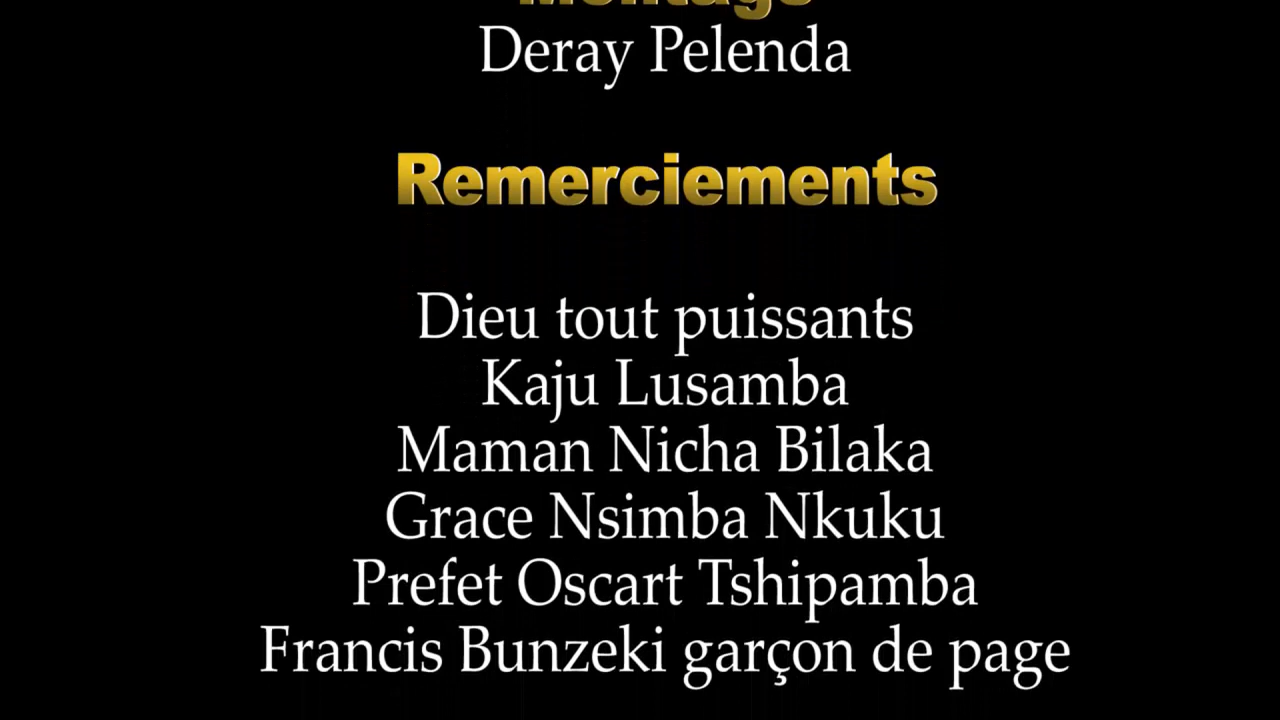 Montage
Deray Pelenda
Remerciements
Dieu tout puissants
Kaju Lusamba
Maman Nicha Bilaka
Grace Nsimba Nkuku
Prefet Oscart Tshipamba
Francis Bunzeki garçon de page